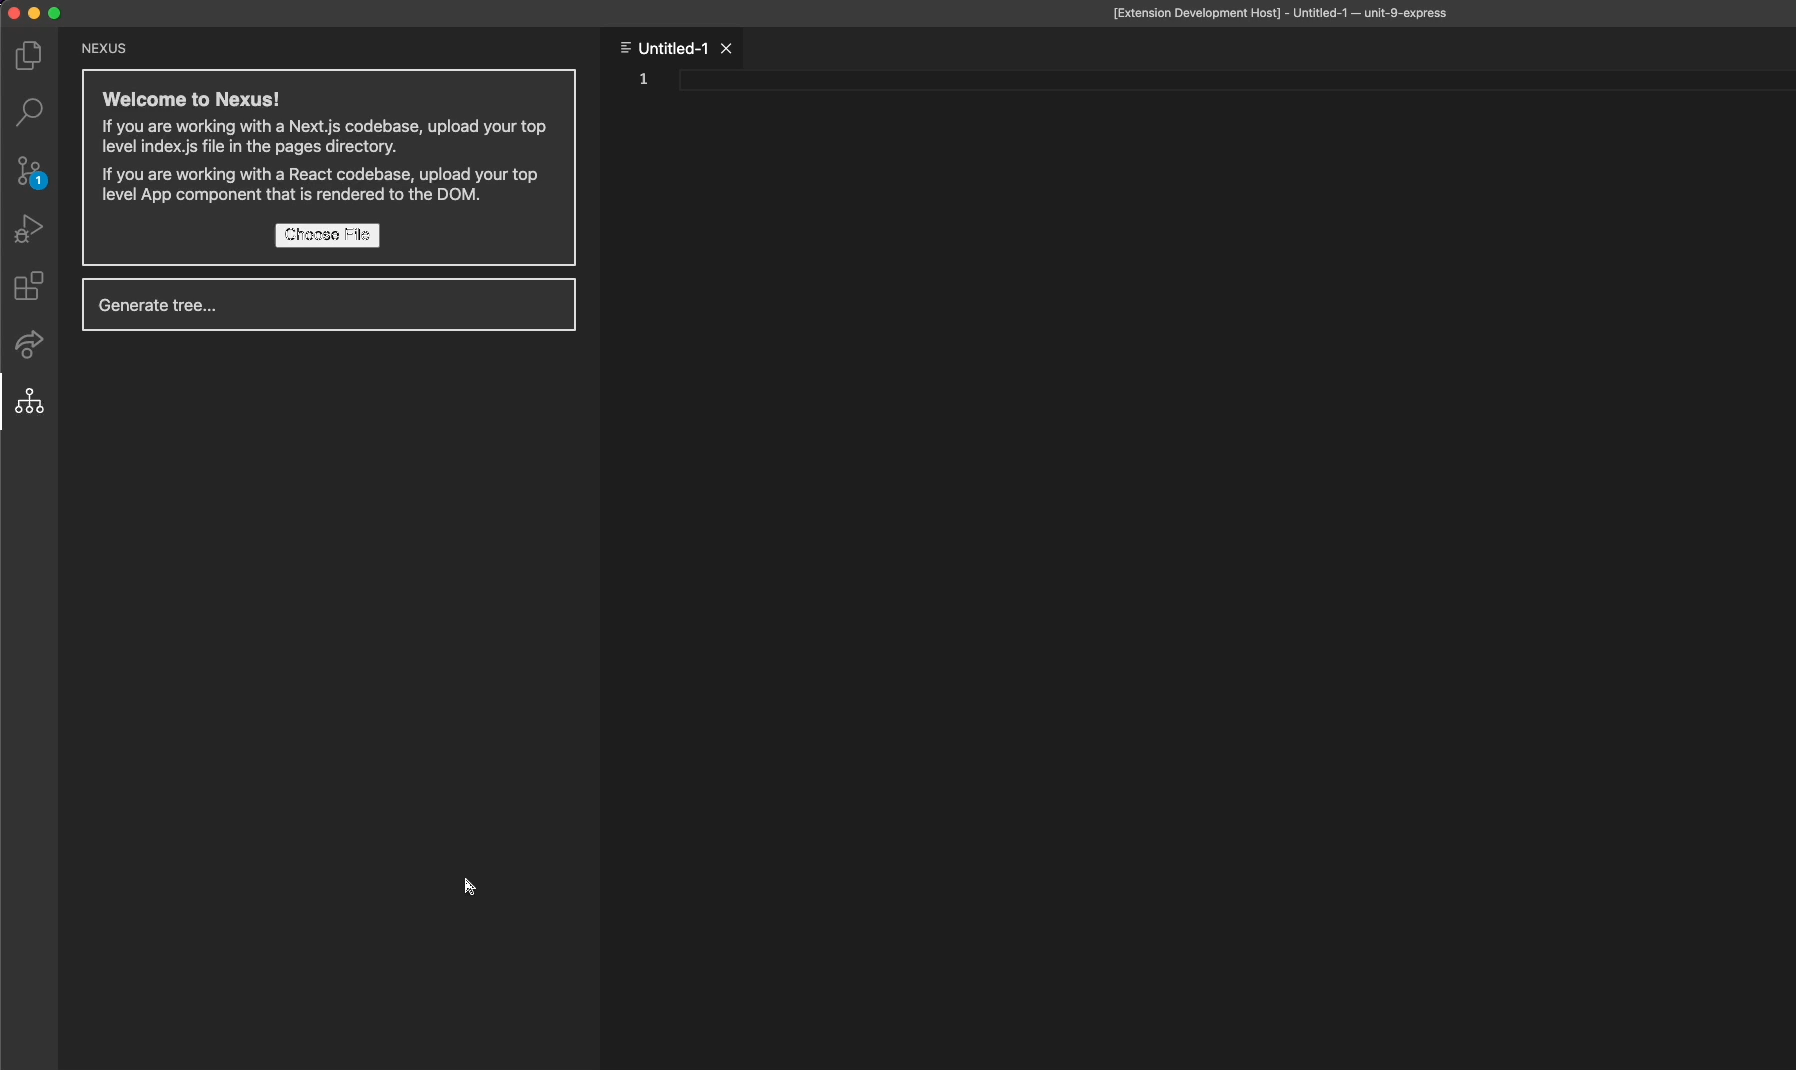 [Extension Development Host] - Untitled-1 — unit-9-express
NEXUS
Welcome to Nexus!
If you are working with a Next.js codebase, upload your top
level index.js file in the pages directory.
If you are working with a React codebase, upload your top
level App component that is rendered to the DOM.
Choose File
Generate tree...
1
Untitled-1
1